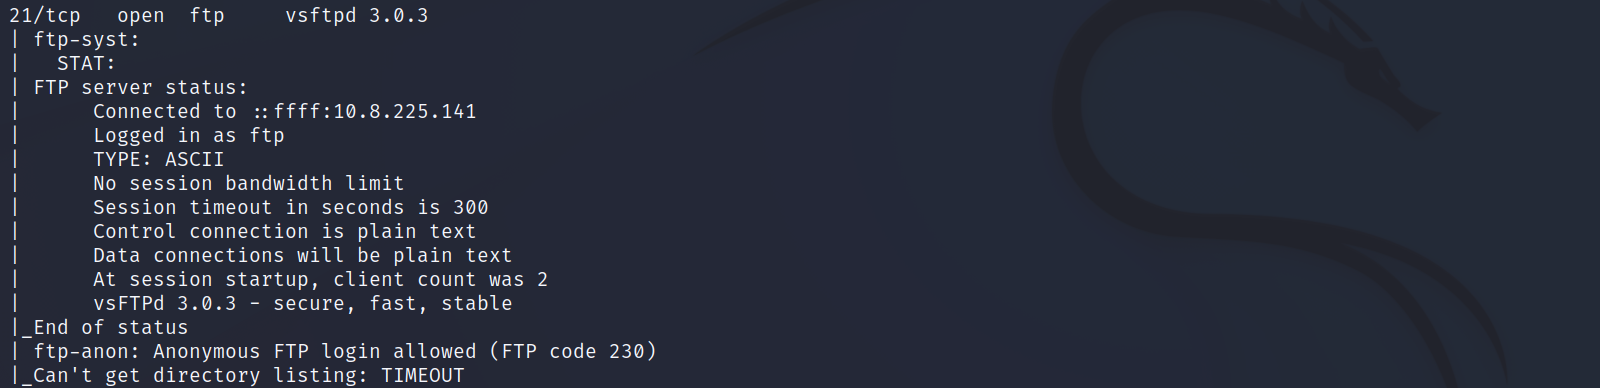 21/tcp   open  ftp     vsftpd 3.0.3
| ftp-syst:
|   STAT:
| FTP server status:
|      Connected to ::ffff:10.8.225.141
|      Logged in as ftp
|      TYPE: ASCII
|      No session bandwidth limit
|      Session timeout in seconds is 300
|      Control connection is plain text
|      Data connections will be plain text
|      At session startup, client count was 2
|      vsFTPd 3.0.3 - secure, fast, stable
|_End of status
| ftp-anon: Anonymous FTP login allowed (FTP code 230)
|_Can't get directory listing: TIMEOUT